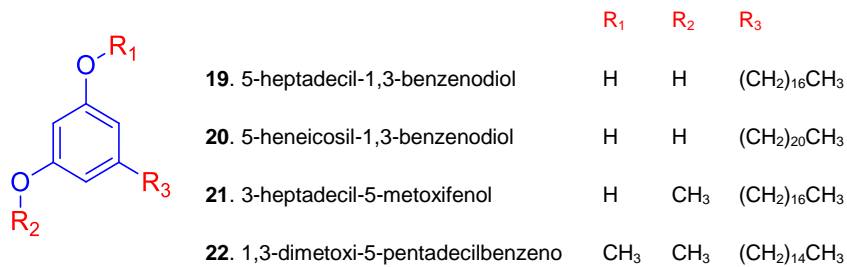 R₁ R₂ R₃
R₁
O
19. 5-heptadecil-1,3-benzenodiol H H (CH₂)₁₆CH₃
20. 5-heneicosil-1,3-benzenodiol H H (CH₂)₂₀CH₃
O
R₃
21. 3-heptadecil-5-metoxifenol H CH₃ (CH₂)₁₆CH₃
R₂
22. 1,3-dimetoxi-5-pentadecilbenzeno CH₃ CH₃ (CH₂)₁₄CH₃